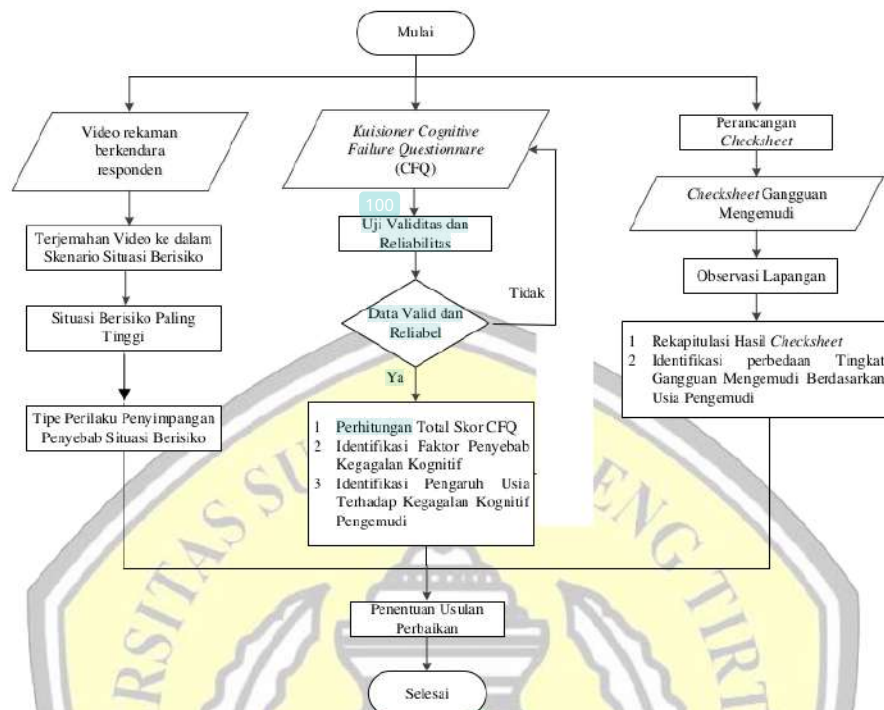 Mulai
Video rekaman
berkendara
responden
Terjemahan Video ke dalam
Skenario Situasi Berisiko
Situasi Berisiko Paling
Tinggi
Tipe Perilaku Penyimpangan
Penyebab Situasi Berisiko
Kuisioner Cognitive
Failure Questionnare
(CFQ)
100
Uji Validitas dan
Reliabilitas
Data Valid dan
Reliabel
Tidak
Ya
1 Perhitungan Total Skor CFQ
2 Identifikasi Faktor Penyebab
Kegagalan Kognitif
3 Identifikasi Pengaruh Usia
Terhadap Kegagalan Kognitif
Pengemudi
Perancangan
Checksheet
Checksheet Gangguan
Mengemudi
Observasi Lapangan
1 Rekapitulasi Hasil Checksheet
2 Identifikasi perbedaan Tingkat
Gangguan Mengemudi Berdasarkan
Usia Pengemudi
Penentuan Usulan
Perbaikan
Selesai
RSITAS SU
ENG TIRT